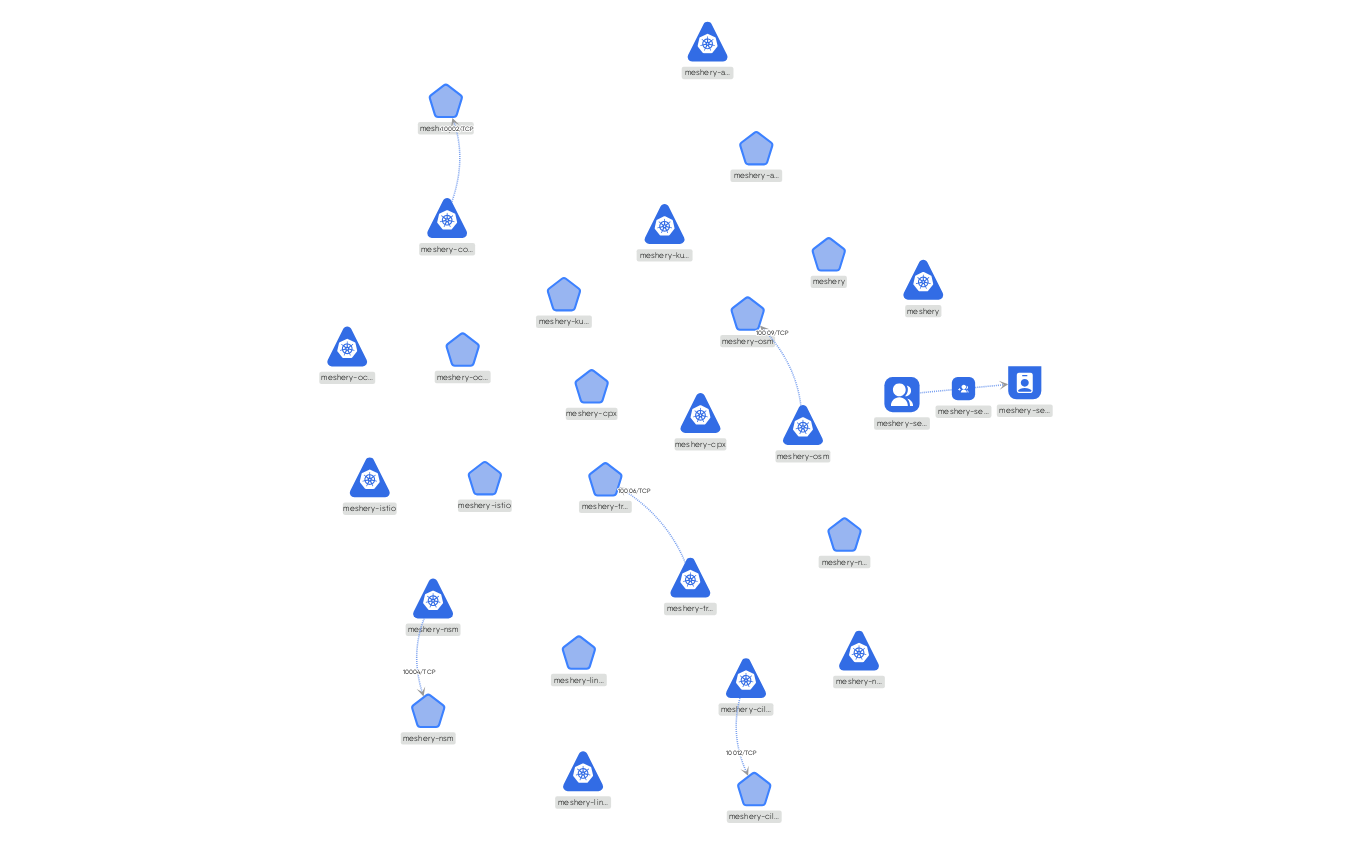 meshery-a...
mesh
10002/TCP
meshery-a...
meshery-co...
meshery-ku...
meshery
meshery
meshery-ku...
10009/TCP
meshery-osm
meshery-oc...
meshery-oc...
meshery-cpx
meshery-se...
meshery-se...
meshery-se...
meshery-cpx
meshery-osm
10006/TCP
meshery-istio
meshery-istio
meshery-tr...
meshery-n...
meshery-tr...
meshery-nsm
10004/TCP
meshery-lin...
meshery-n...
meshery-cil...
meshery-nsm
10012/TCP
meshery-lin...
meshery-cil...